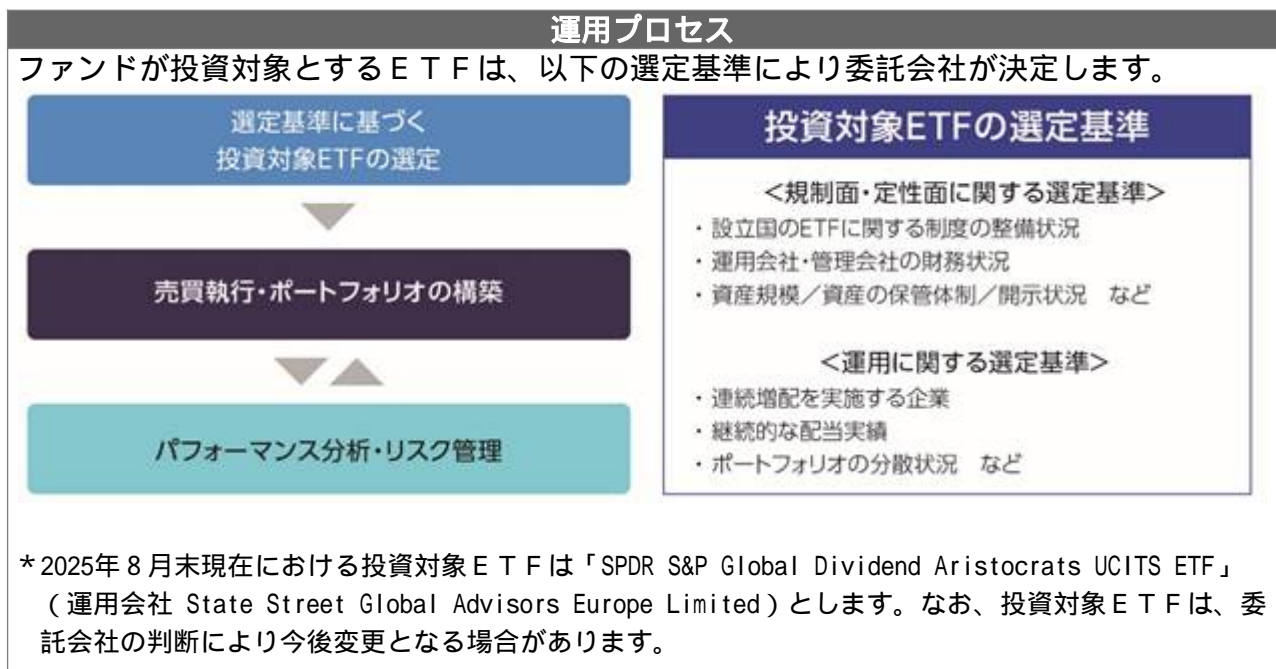 運用プロセス
ファンドが投資対象とするＥＴＦは、以下の選定基準により委託会社が決定します。
選定基準に基づく
投資対象ETFの選定
売買執行・ポートフォリオの構築
パフォーマンス分析・リスク管理
投資対象ETFの選定基準
＜規制面・定性面に関する選定基準＞
・設立国のETFに関する制度の整備状況
・運用会社・管理会社の財務状況
・資産規模／資産の保管体制／開示状況　など
＜運用に関する選定基準＞
・連続増配を実施する企業
・継続的な配当実績
・ポートフォリオの分散状況　など
＊2025年８月末現在における投資対象ＥＴＦは「SPDR S&P Global Dividend Aristocrats UCITS ETF」
（運用会社 State Street Global Advisors Europe Limited）とします。なお、投資対象ＥＴＦは、委
託会社の判断により今後変更となる場合があります。